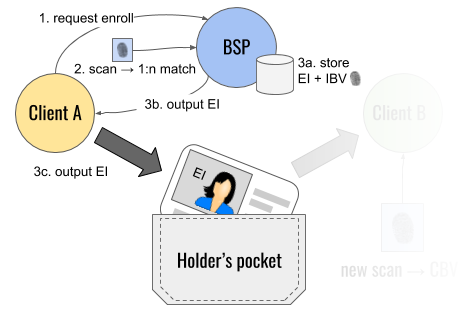 1. request enroll
BSP
2. scan → 1:n match
3a. store
EI + IBV
3b. output EI
Client A
Client B
3c. output EI
EI
Holder's pocket
new scan → CBV